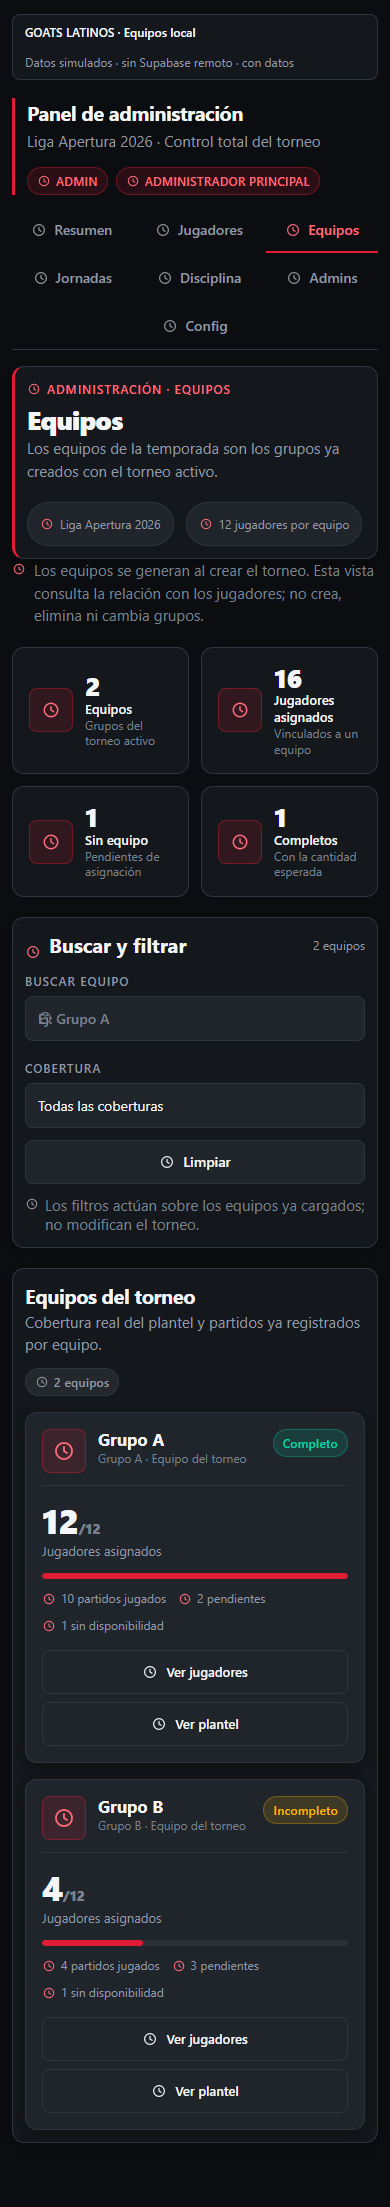 GOATS LATINOS · Equipos local
Datos simulados · sin Supabase remoto · con datos
Panel de administración
Liga Apertura 2026 · Control total del torneo
ADMIN
ADMINISTRADOR PRINCIPAL
Resumen
Jugadores
Equipos
Jornadas
Disciplina
Admins
Config
ADMINISTRACIÓN · EQUIPOS
Equipos
Los equipos de la temporada son los grupos ya
creados con el torneo activo.
Liga Apertura 2026
12 jugadores por equipo
Los equipos se generan al crear el torneo. Esta vista
consulta la relación con los jugadores; no crea,
elimina ni cambia grupos.
2
Equipos
Grupos del
torneo activo
16
Jugadores
asignados
Vinculados a un
equipo
1
Sin equipo
Pendientes de
asignación
1
Completos
Con la cantidad
esperada
Buscar y filtrar
2 equipos
BUSCAR EQUIPO
Grupo A
COBERTURA
Todas las coberturas
Limpiar
Los filtros actúan sobre los equipos ya cargados;
no modifican el torneo.
Equipos del torneo
Cobertura real del plantel y partidos ya registrados
por equipo.
2 equipos
Grupo A
Completo
Grupo A · Equipo del torneo
12/12
Jugadores asignados
10 partidos jugados
2 pendientes
1 sin disponibilidad
Ver jugadores
Ver plantel
Grupo B
Incompleto
Grupo B · Equipo del torneo
4/12
Jugadores asignados
4 partidos jugados
3 pendientes
1 sin disponibilidad
Ver jugadores
Ver plantel